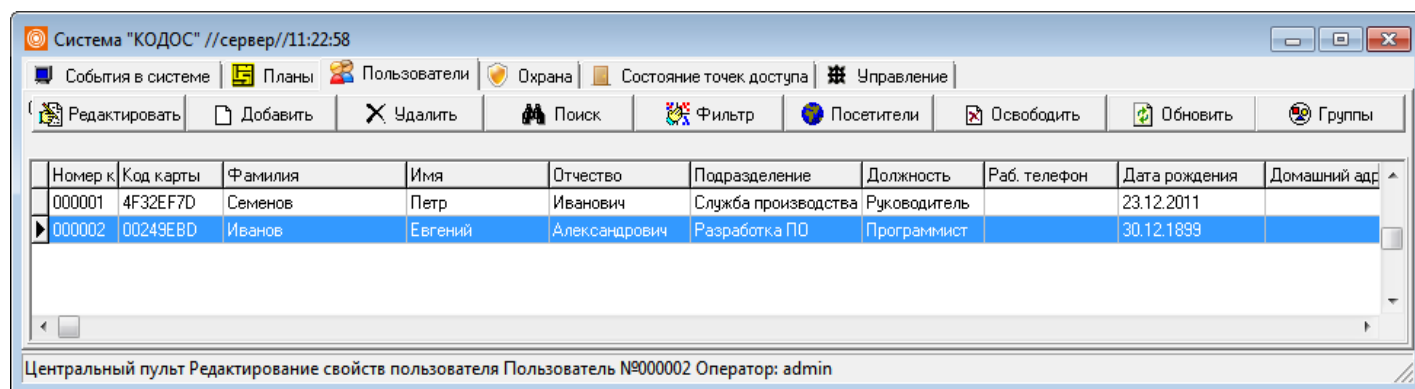 Система "КОДОС" //сервер//11:22:58
События в системе Планы Пользователи Охрана Состояние точек доступа Управление
Редактировать Добавить Удалить Поиск Фильтр Посетители Освободить Обновить Группы
Номер к Код карты Фамилия Имя Отчество Подразделение Должность Раб. телефон Дата рождения Домашний адр
000001 4F32EF7D Семенов Петр Иванович Служба производства Руководитель 23.12.2011
000002 00249EBD Иванов Евгений Александрович Разработка ПО Программист 30.12.1899
Центральный пульт Редактирование свойств пользователя Пользователь №000002 Оператор: admin